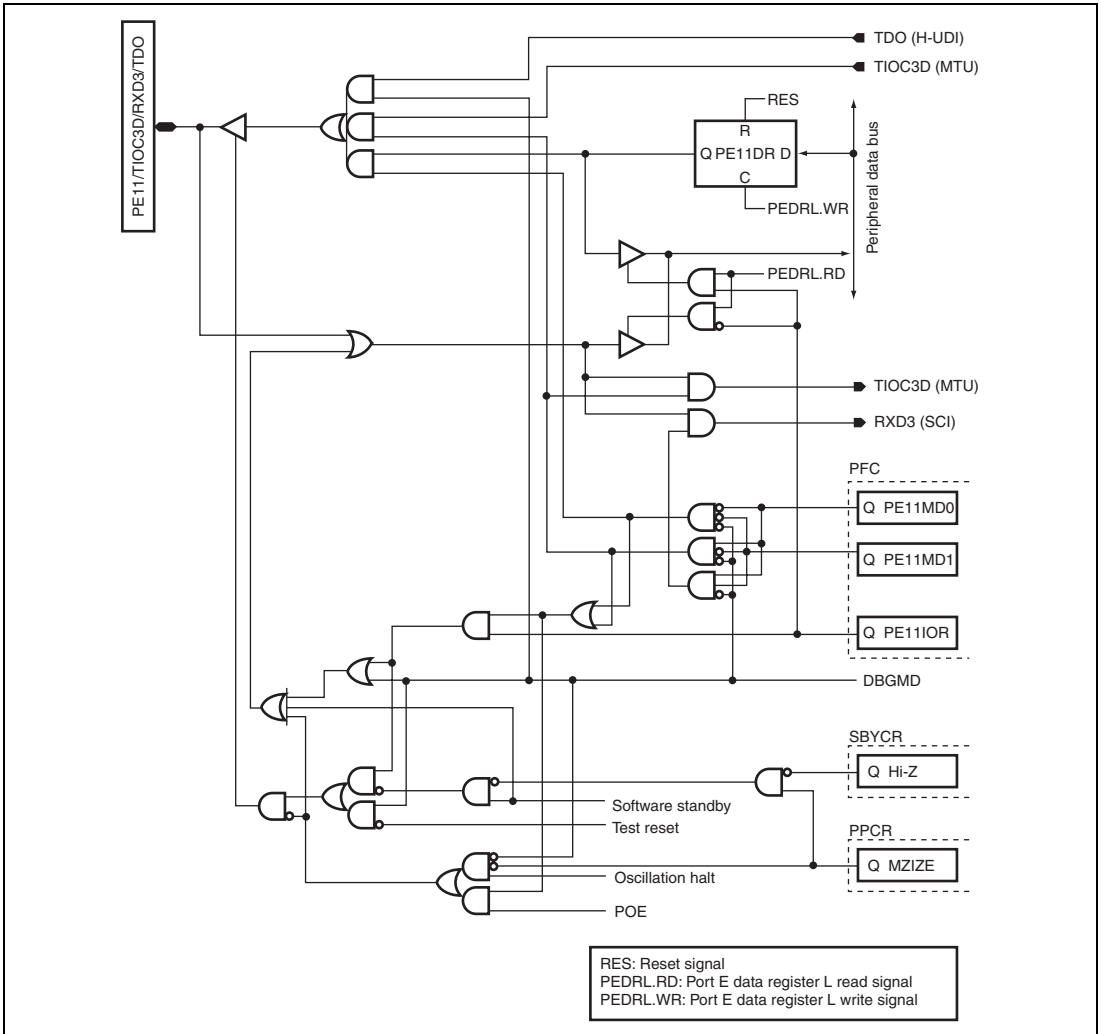 PE11/TIOC3D/RXD3/TDO
TDO (H-UDI)
TIOC3D (MTU)
RES
R
Q PE11DR D
C
PEDRL.WR
Peripheral data bus
PEDRL.RD
TIOC3D (MTU)
RXD3 (SCI)
PFC
Q PE11MD0
Q PE11MD1
Q PE11IOR
DBGMD
SBYCR
Q Hi-Z
Software standby
Test reset
PPCR
Q MZIZE
Oscillation halt
POE
RES: Reset signal
PEDRL.RD: Port E data register L read signal
PEDRL.WR: Port E data register L write signal